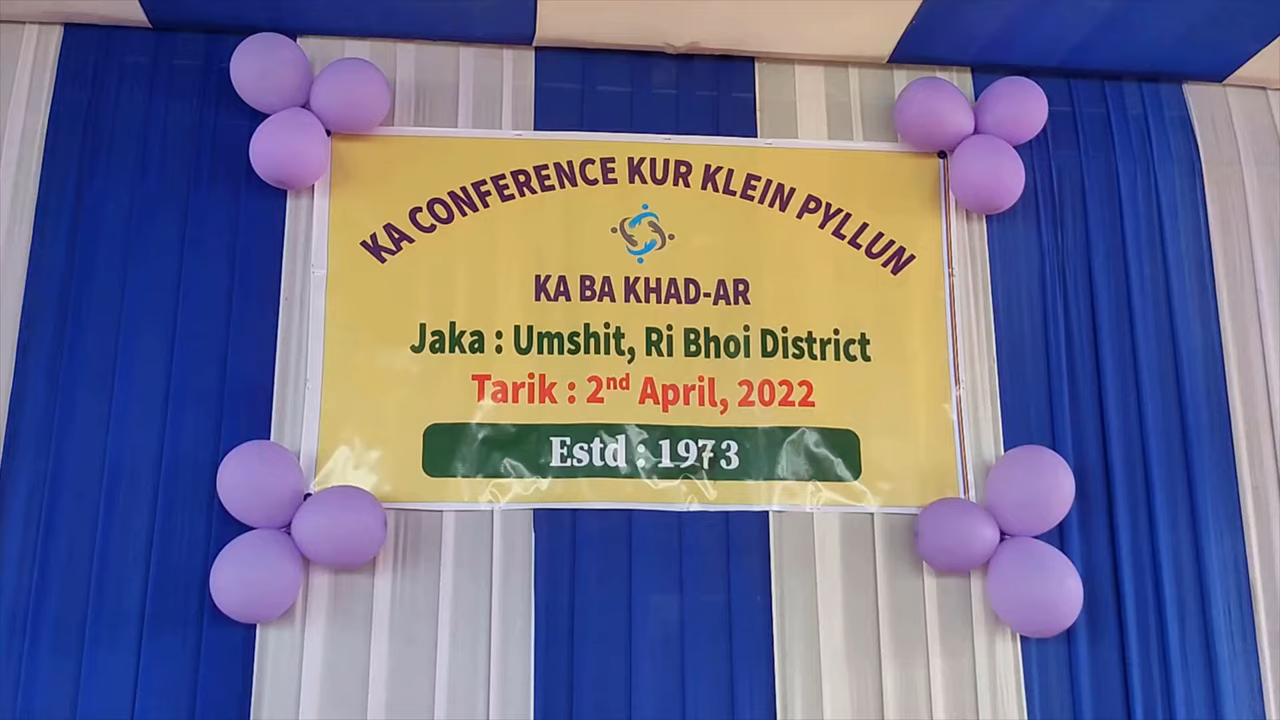 KA CONFERENCE KUR KLEIN PYLLUN
KA BA KHAD-AR
Jaka : Umshit, Ri Bhoi District
Tarik : 2nd April, 2022
Estd : 1973